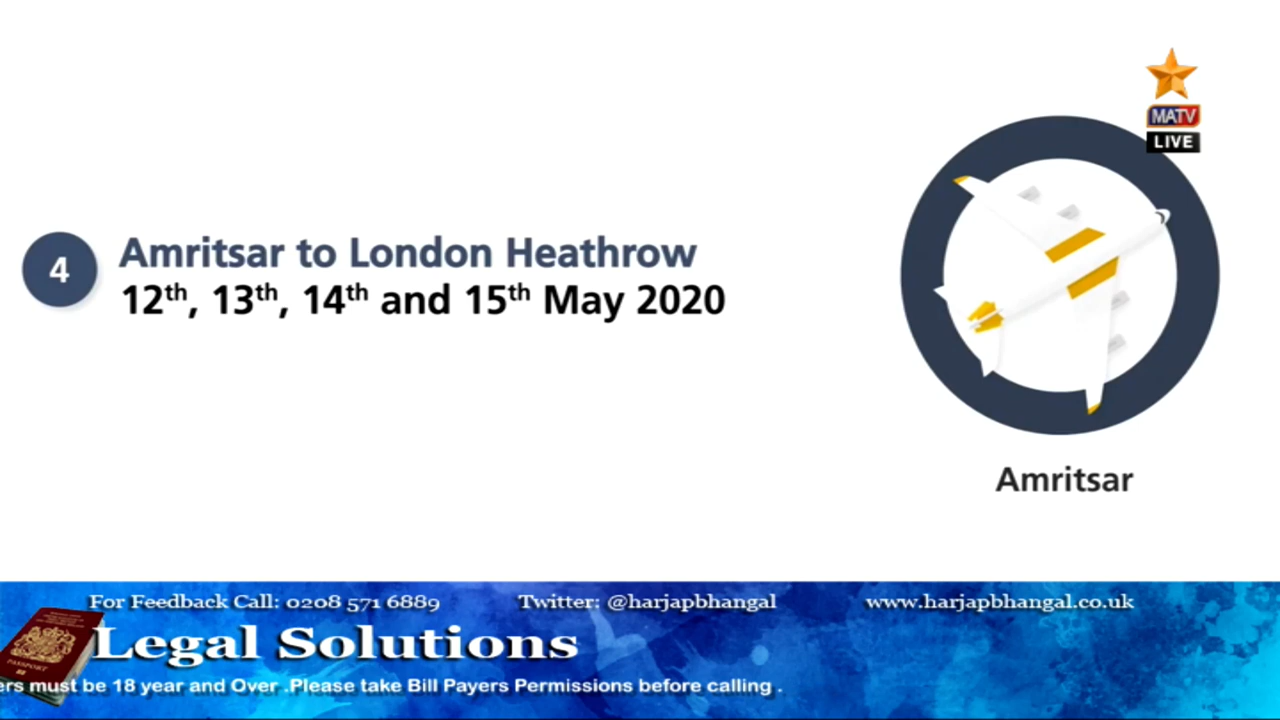 MATV
LIVE
4
Amritsar to London Heathrow
12th, 13th, 14th and 15th May 2020
Amritsar
For Feedback Call: 0208 571 6889 Twitter: @harjapbhangal www.harjapbhangal.co.uk
Legal Solutions
PASSPORT
ers must be 18 year and Over .Please take Bill Payers Permissions before calling .